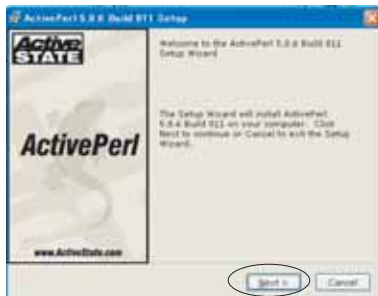 ActivePerl 5.8.6 Build 811 Setup
Active
STATE
Welcome to the ActivePerl 5.8.6 Build 811
Setup Wizard
The Setup Wizard will install ActivePerl
5.8.6 Build 811 on your computer. Click
Next to continue or Cancel to exit the Setup
Wizard.
ActivePerl
www.ActiveState.com
Next >
Cancel